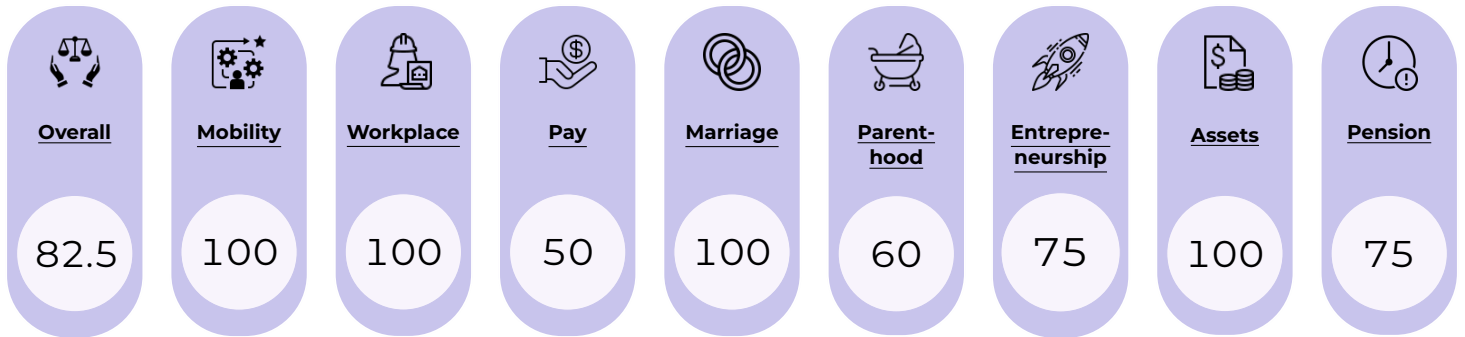 Overall
82.5
Mobility
100
Workplace
100
$
Pay
50
Marriage
100
Parent-
hood
60
Entrepre-
neurship
75
$
Assets
100
!
Pension
75